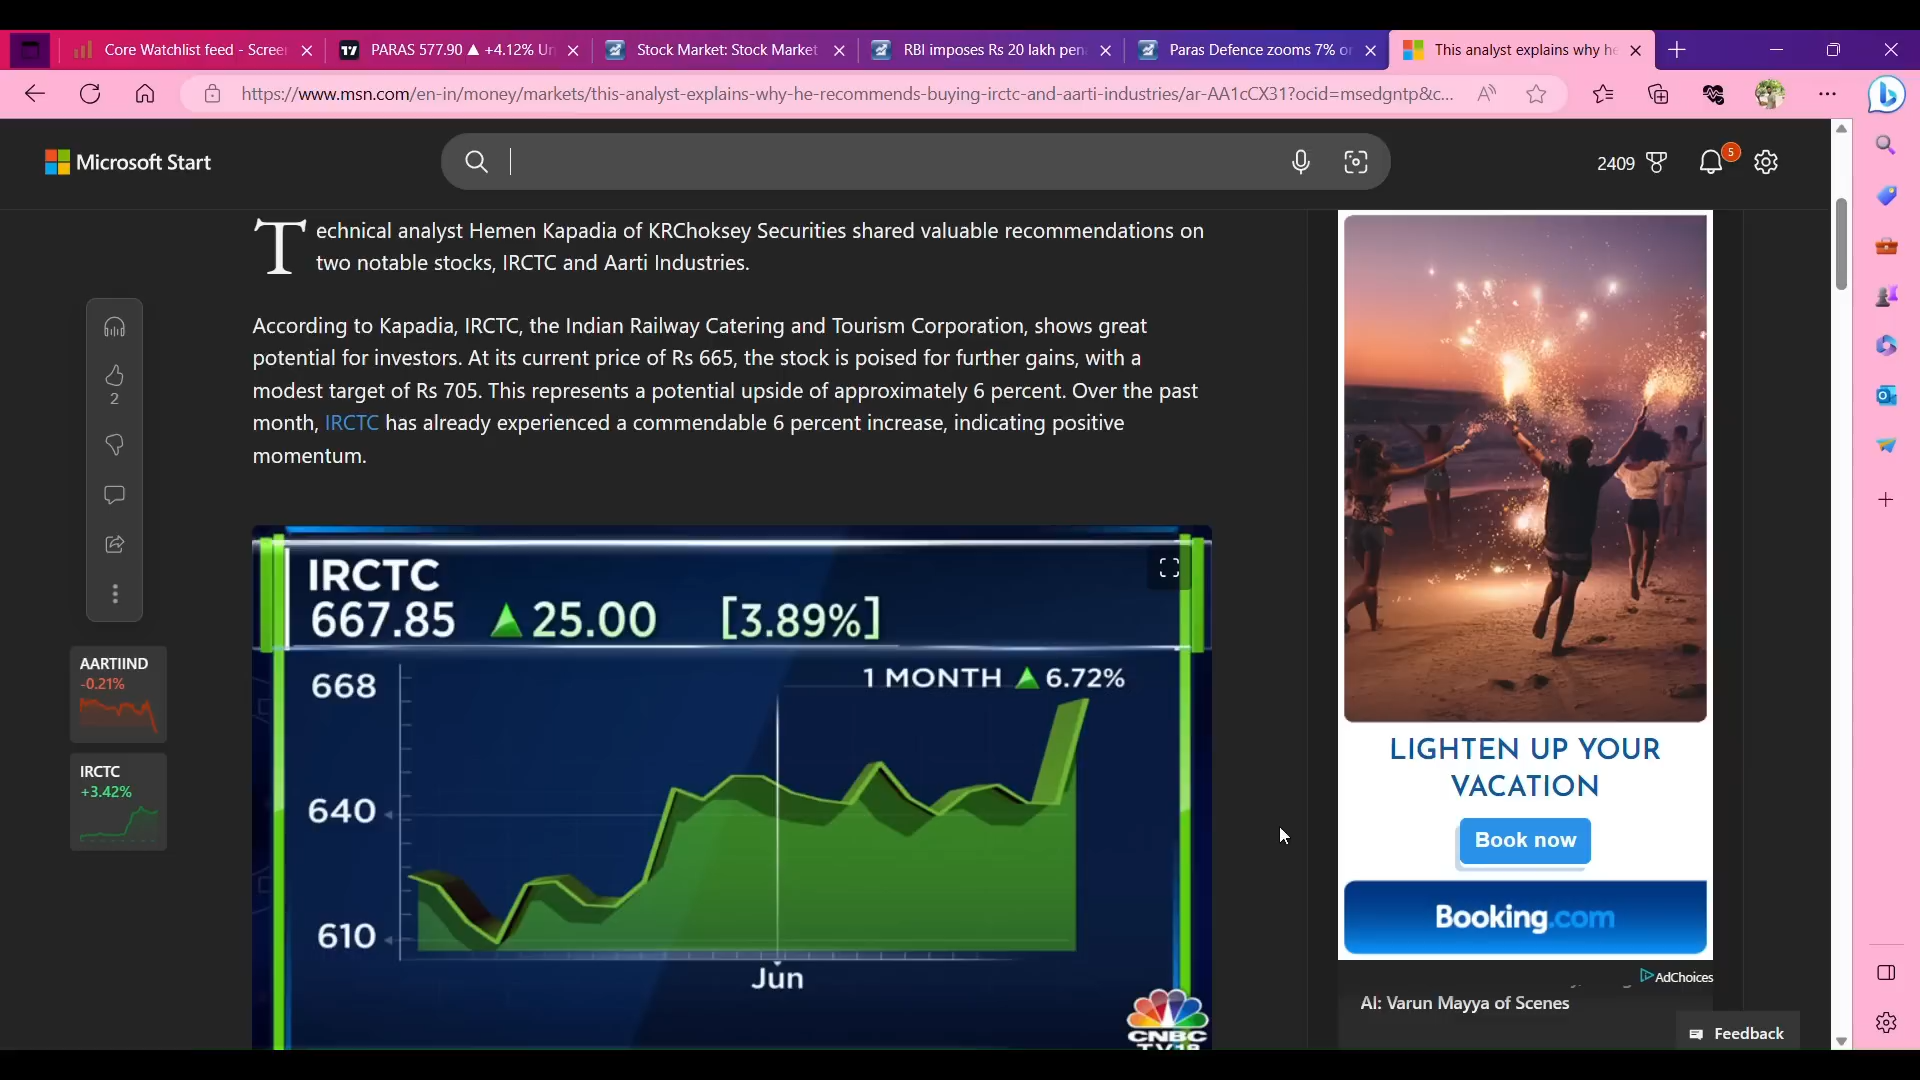 Core Watchlist feed - Scree
PARAS 577.90 ▲ +4.12% Un
Stock Market: Stock Market
RBI imposes Rs 20 lakh pen
Paras Defence zooms 7% or
This analyst explains why he
https://www.msn.com/en-in/money/markets/this-analyst-explains-why-he-recommends-buying-irctc-and-aarti-industries/ar-AA1cCX31?ocid=msedgntp&c...
Microsoft Start
2409
5
Technical analyst Hemen Kapadia of KRChoksey Securities shared valuable recommendations on
two notable stocks, IRCTC and Aarti Industries.
According to Kapadia, IRCTC, the Indian Railway Catering and Tourism Corporation, shows great
potential for investors. At its current price of Rs 665, the stock is poised for further gains, with a
modest target of Rs 705. This represents a potential upside of approximately 6 percent. Over the past
month, IRCTC has already experienced a commendable 6 percent increase, indicating positive
momentum.
2
AARTIIND
-0.21%
IRCTC
+3.42%
IRCTC
667.85 ▲ 25.00 [3.89%]
1 MONTH ▲ 6.72%
668
640
610
Jun
CNBC
TV18
LIGHTEN UP YOUR
VACATION
Book now
Booking.com
AdChoices
AI: Varun Mayya of Scenes
Feedback